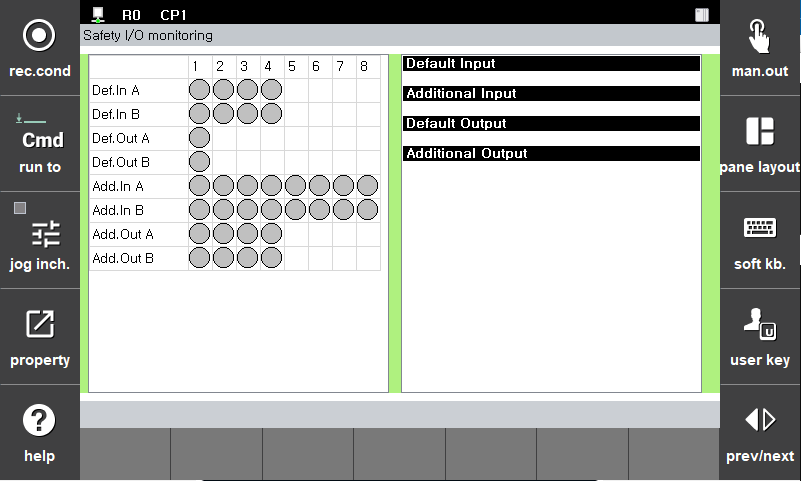 R0 CP1
Safety I/O monitoring
rec.cond
Cmd
run to
jog inch.
property
help
1 2 3 4 5 6 7 8
Def.In A
Def.In B
Def.Out A
Def.Out B
Add.In A
Add.In B
Add.Out A
Add.Out B
Default Input
Additional Input
Default Output
Additional Output
man.out
pane layout
soft kb.
U
user key
prev/next